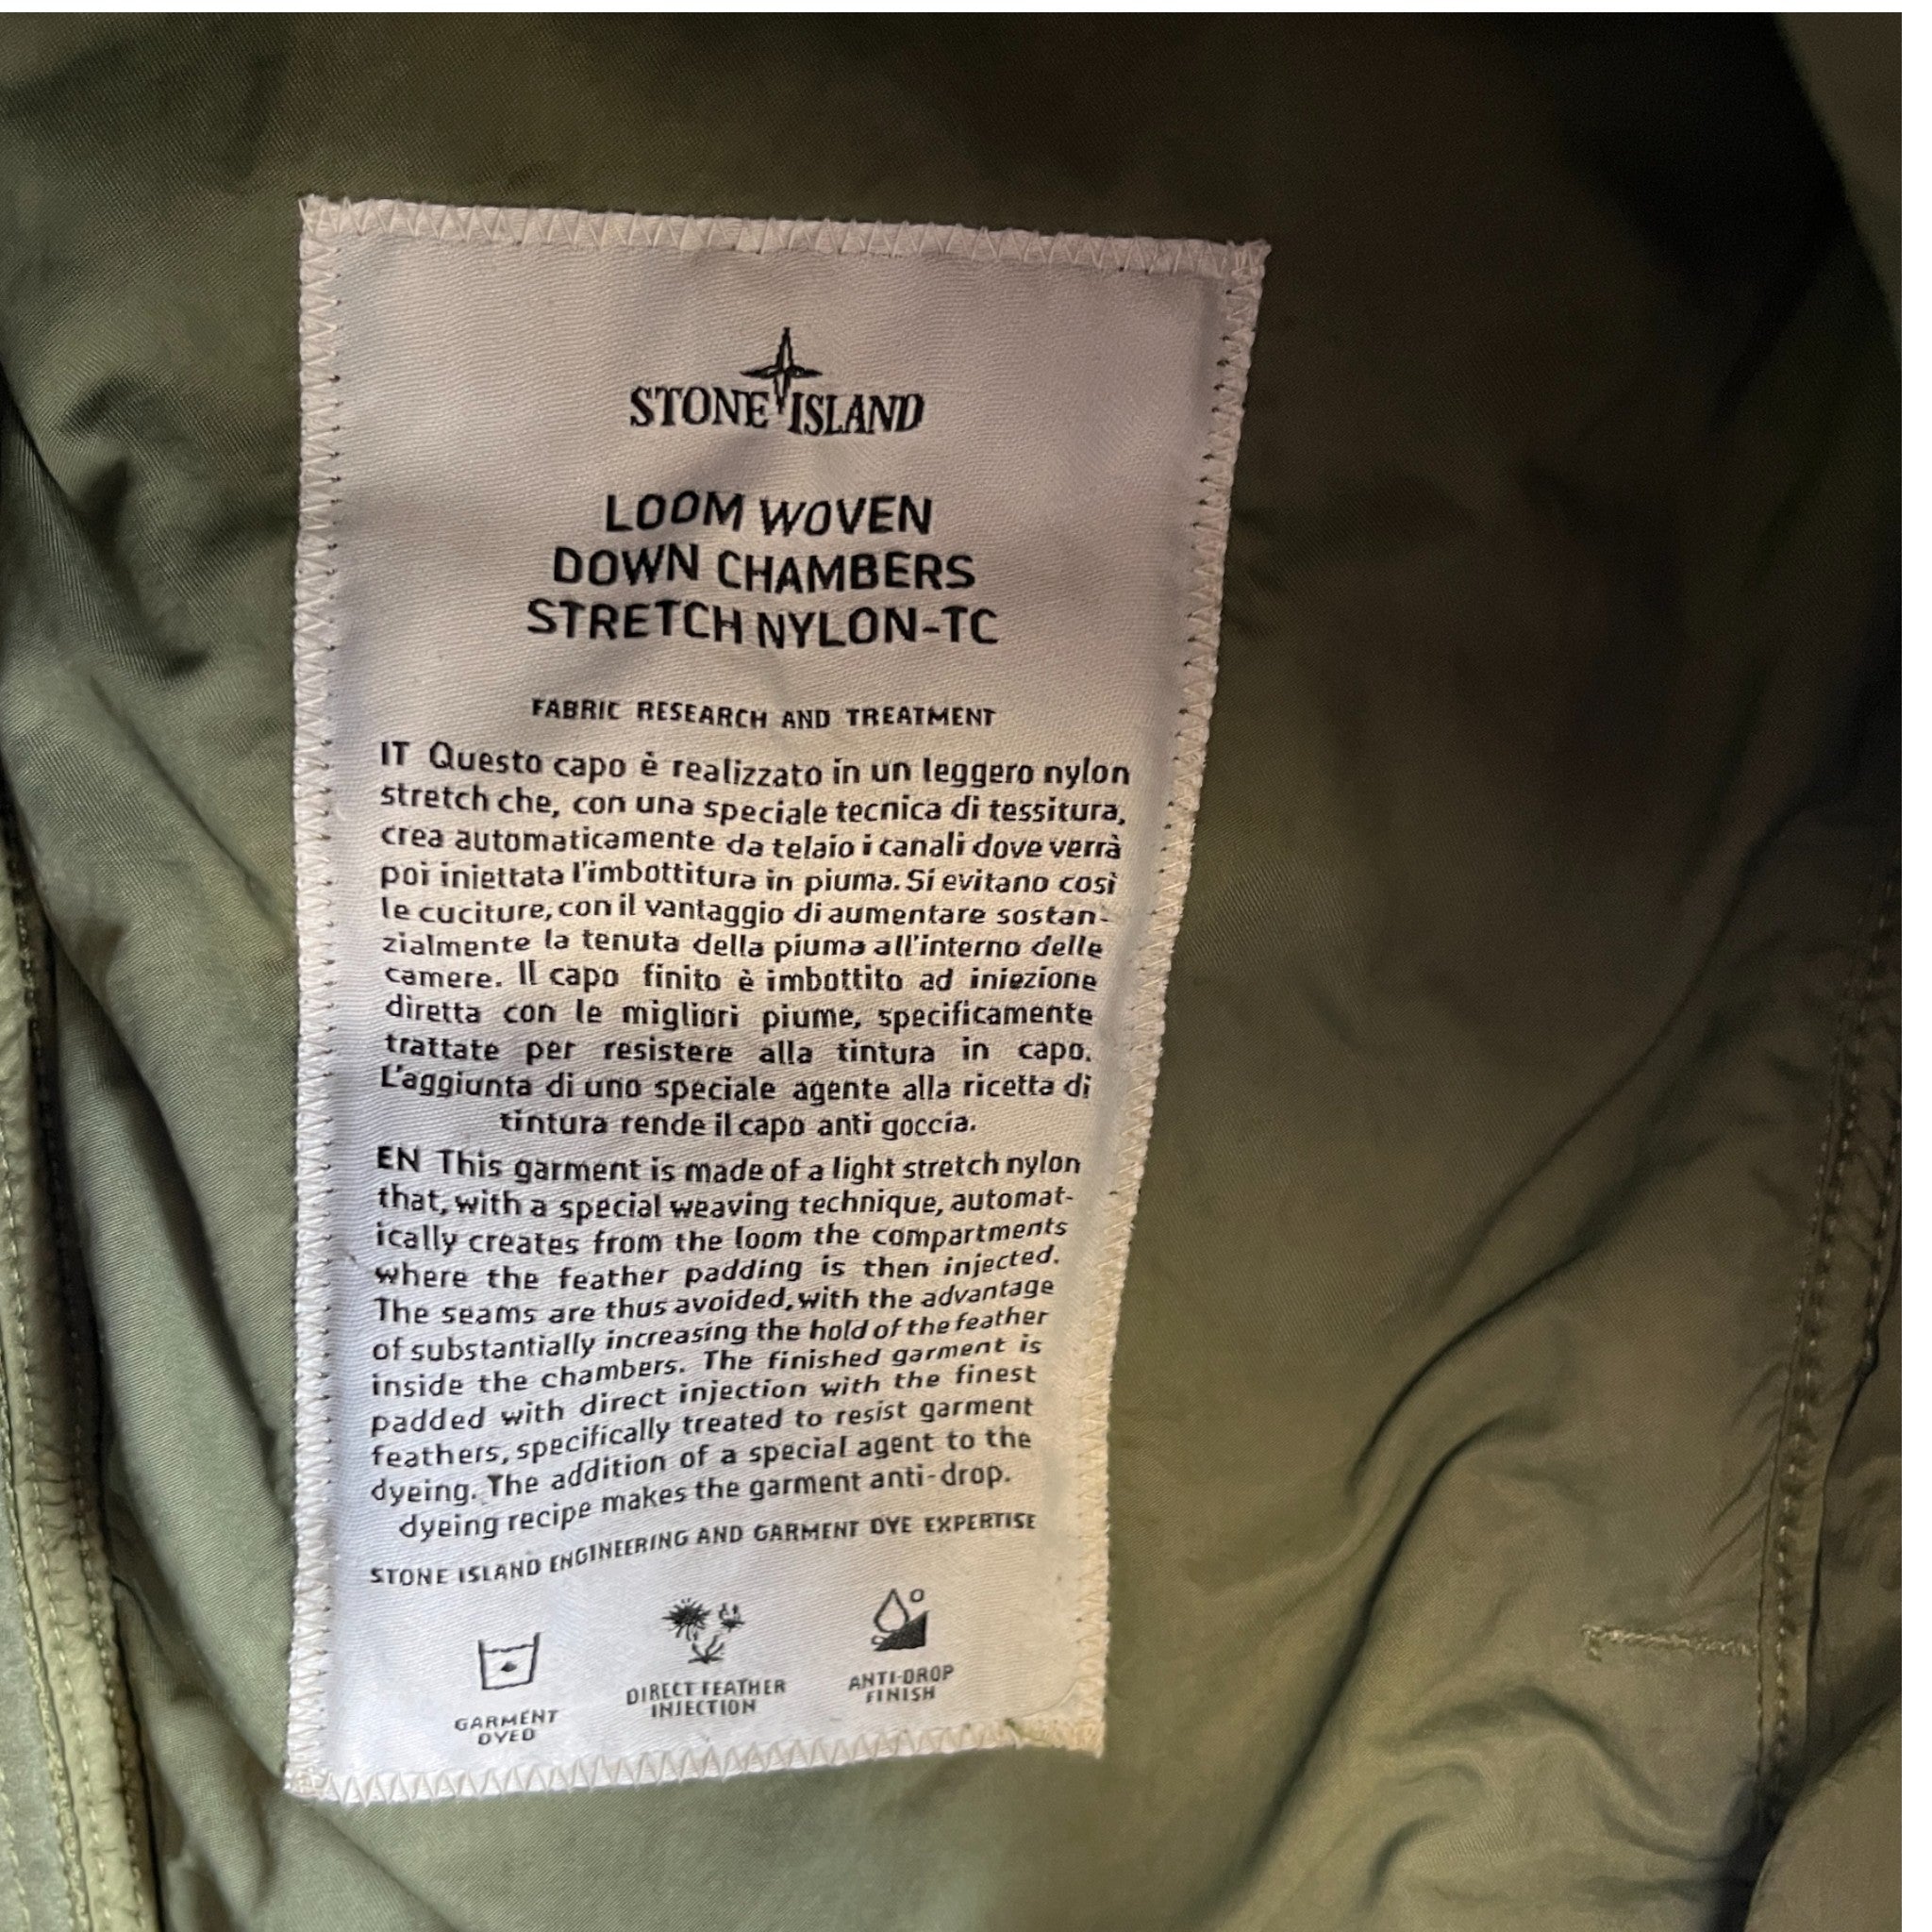 STONE ISLAND
LOOM WOVEN
DOWN CHAMBERS
STRETCH NYLON-TC
FABRIC RESEARCH AND TREATMENT
IT Questo capo è realizzato in un leggero nylon
stretch che, con una speciale tecnica di tessitura,
crea automaticamente da telaio i canali dove verrà
poi iniettata l'imbottitura in piuma. Si evitano così
le cuciture, con il vantaggio di aumentare sostan-
zialmente la tenuta della piuma all'interno delle
camere. Il capo finito è imbottito ad iniezione
diretta con le migliori piume, specificamente
trattate per resistere alla tintura in capo.
L'aggiunta di uno speciale agente alla ricetta di
tintura rende il capo anti goccia.
EN This garment is made of a light stretch nylon
that, with a special weaving technique, automat-
ically creates from the loom the compartments
where the feather padding is then injected.
The seams are thus avoided, with the advantage
of substantially increasing the hold of the feather
inside the chambers. The finished garment is
padded with direct injection with the finest
feathers, specifically treated to resist garment
dyeing. The addition of a special agent to the
dyeing recipe makes the garment anti-drop.
STONE ISLAND ENGINEERING AND GARMENT DYE EXPERTISE
GARMENT
DYED
DIRECT FEATHER
INJECTION
ANTI-DROP
FINISH